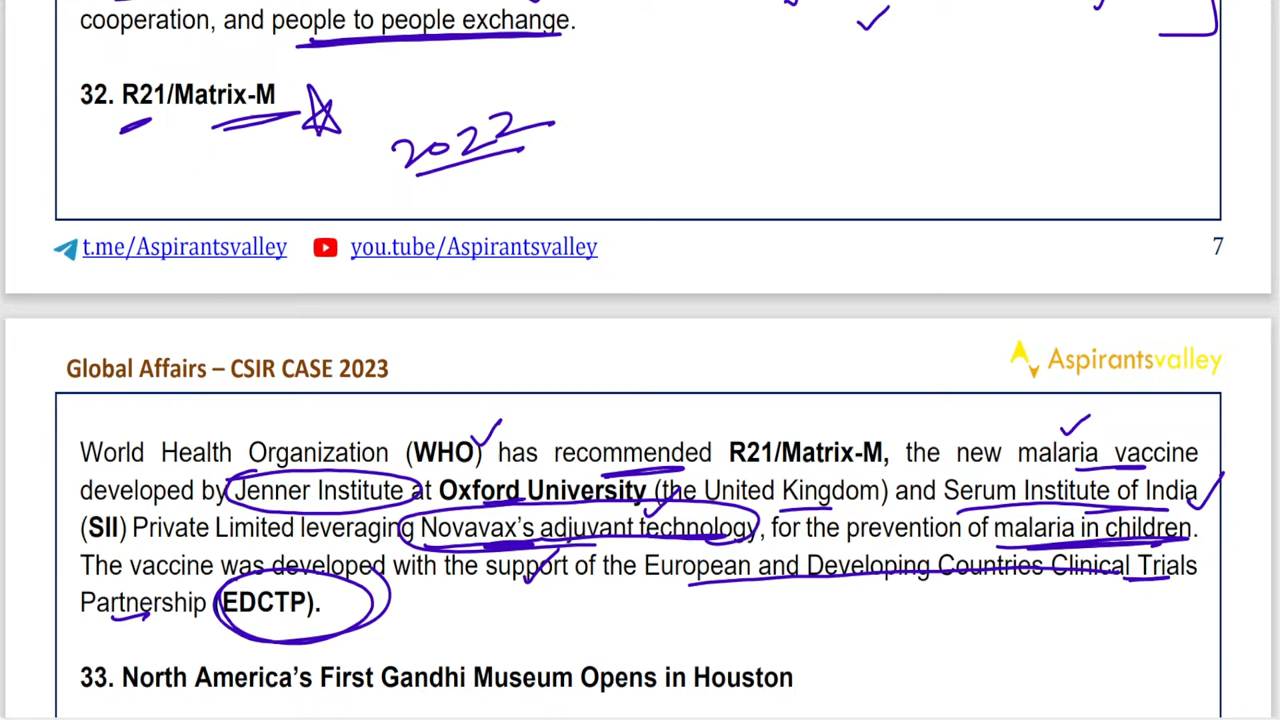 cooperation, and people to people exchange.
32. R21/Matrix-M
2022
t.me/Aspirantsvalley you.tube/Aspirantsvalley 7
Global Affairs – CSIR CASE 2023 Aspirantsvalley
World Health Organization (WHO) has recommended R21/Matrix-M, the new malaria vaccine
developed by Jenner Institute at Oxford University (the United Kingdom) and Serum Institute of India
(SII) Private Limited leveraging Novavax's adjuvant technology, for the prevention of malaria in children.
The vaccine was developed with the support of the European and Developing Countries Clinical Trials
Partnership (EDCTP).
33. North America's First Gandhi Museum Opens in Houston